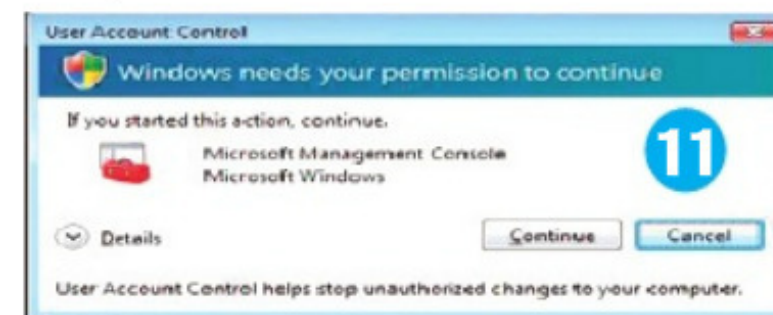 User Account Control
Windows needs your permission to continue
If you started this action, continue.
Microsoft Management Console
Microsoft Windows
11
Details
Continue
Cancel
User Account Control helps stop unauthorized changes to your computer.